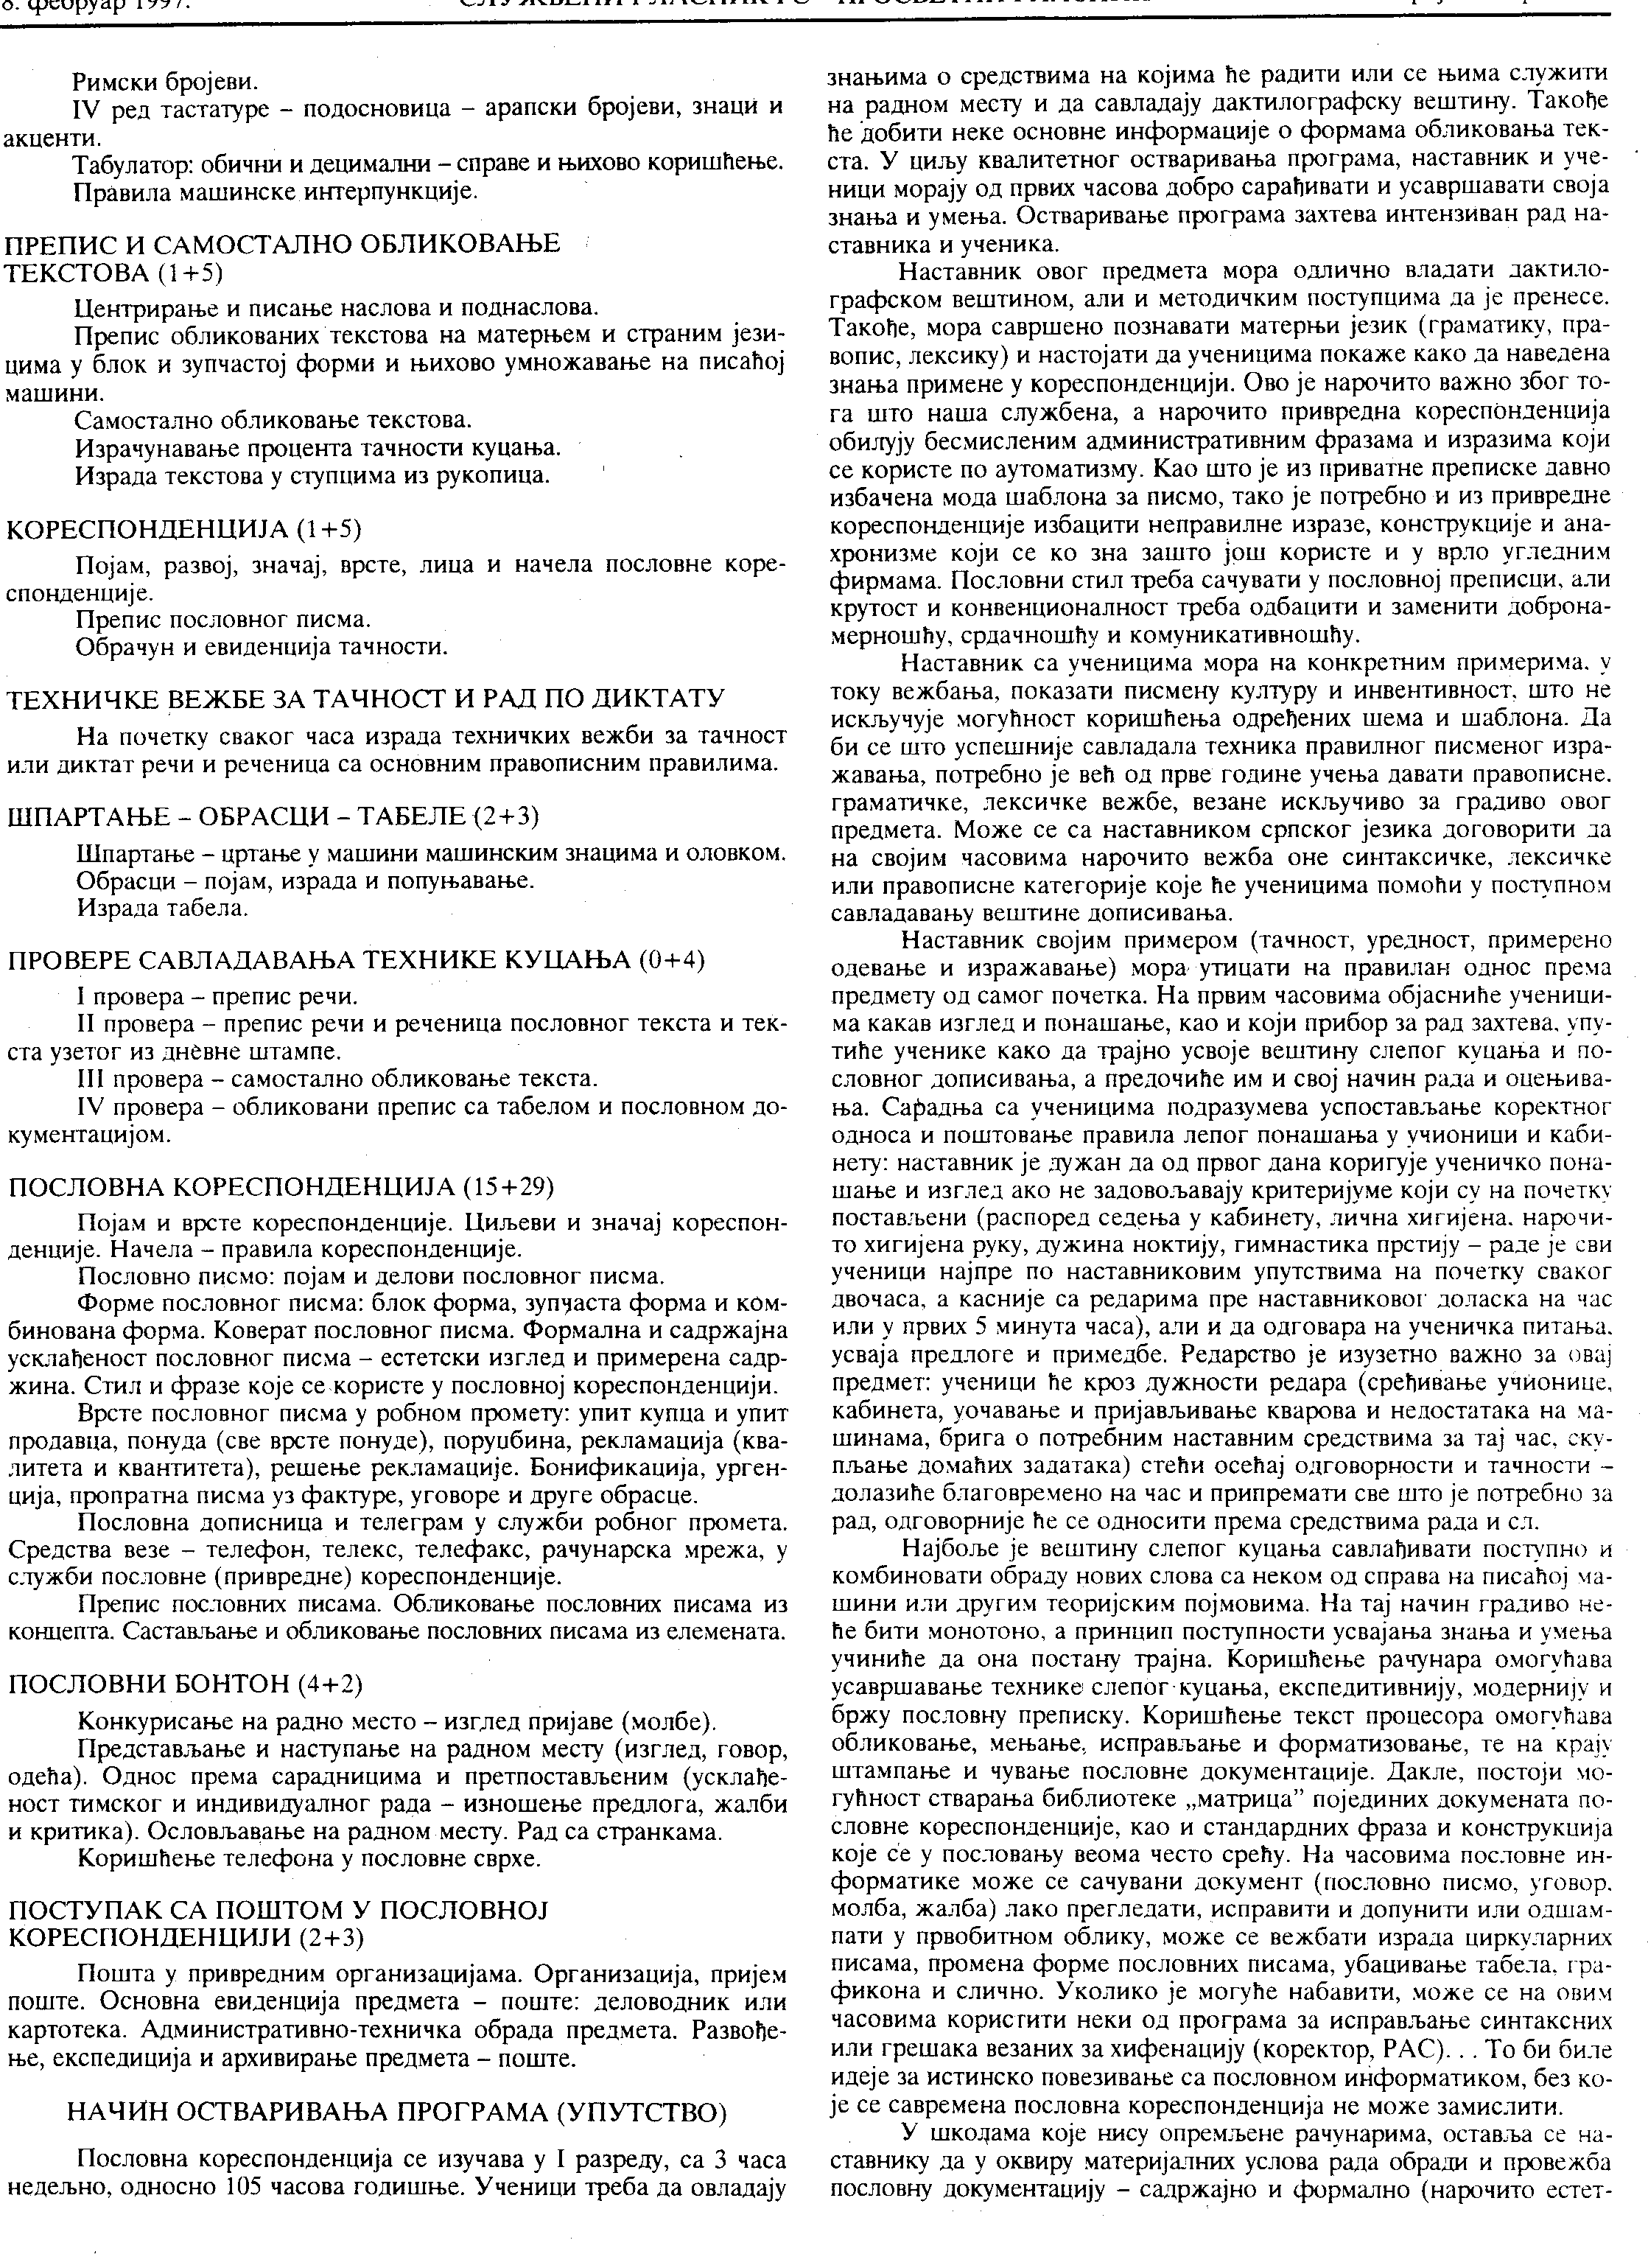 8. фебруар 1997.
Римски бројеви.
IV ред тастатуре – подосновица – арапски бројеви, знаци и
акценти.
Табулатор: обични и децимални – справе и њихово коришћење.
Правила машинске интерпункције.
ПРЕПИС И САМОСТАЛНО ОБЛИКОВАЊЕ
ТЕКСТОВА (1+5)
Центрирање и писање наслова и поднаслова.
Препис обликованих текстова на матерњем и страним јези-
цима у блок и зупчастој форми и њихово умножавање на писаћој
машини.
Самостално обликовање текстова.
Израчунавање процента тачности куцања.
Израда текстова у ступцима из рукопица.
КОРЕСПОНДЕНЦИЈА (1+5)
Појам, развој, значај, врсте, лица и начела пословне коре-
спонденције.
Препис пословног писма.
Обрачун и евиденција тачности.
ТЕХНИЧКЕ ВЕЖБЕ ЗА ТАЧНОСТ И РАД ПО ДИКТАТУ
На почетку сваког часа израда техничких вежби за тачност
или диктат речи и реченица са основним правописним правилима.
ШПАРТАЊЕ – ОБРАСЦИ – ТАБЕЛЕ (2+3)
Шпартање – цртање у машини машинским знацима и оловком.
Обрасци – појам, израда и попуњавање.
Израда табела.
ПРОВЕРЕ САВЛАДАВАЊА ТЕХНИКЕ КУЦАЊА (0+4)
I провера – препис речи.
II провера – препис речи и реченица пословног текста и тек-
ста узетог из дневне штампе.
III провера – самостално обликовање текста.
IV провера – обликовани препис са табелом и пословном до-
кументацијом.
ПОСЛОВНА КОРЕСПОНДЕНЦИЈА (15+29)
Појам и врсте кореспонденције. Циљеви и значај кореспон-
денције. Начела – правила кореспонденције.
Пословно писмо: појам и делови пословног писма.
Форме пословног писма: блок форма, зупчаста форма и ком-
бинована форма. Коверат пословног писма. Формална и садржајна
усклађеност пословног писма – естетски изглед и примерена садр-
жина. Стил и фразе које се користе у пословној кореспонденцији.
Врсте пословног писма у робном промету: упит купца и упит
продавца, понуда (све врсте понуде), поруџбина, рекламација (ква-
литета и квантитета), решење рекламације. Бонификација, урген-
ција, пропратна писма уз фактуре, уговоре и друге обрасце.
Пословна дописница и телеграм у служби робног промета.
Средства везе – телефон, телекс, телефакс, рачунарска мрежа, у
служби пословне (привредне) кореспонденције.
Препис пословних писама. Обликовање пословних писама из
концепта. Састављање и обликовање пословних писама из елемената.
ПОСЛОВНИ БОНТОН (4+2)
Конкурисање на радно место – изглед пријаве (молбе).
Представљање и наступање на радном месту (изглед, говор,
одећа). Однос према сарадницима и претпостављеним (усклађе-
ност тимског и индивидуалног рада – изношење предлога, жалби
и критика). Ословљавање на радном месту. Рад са странкама.
Коришћење телефона у пословне сврхе.
ПОСТУПАК СА ПОШТОМ У ПОСЛОВНОЈ
КОРЕСПОНДЕНЦИЈИ (2+3)
Пошта у привредним организацијама. Организација, пријем
поште. Основна евиденција предмета – поште: деловодник или
картотека. Административно-техничка обрада предмета. Развође-
ње, експедиција и архивирање предмета – поште.
НАЧИН ОСТВАРИВАЊА ПРОГРАМА (УПУТСТВО)
Пословна кореспонденција се изучава у I разреду, са 3 часа
недељно, односно 105 часова годишње. Ученици треба да овладају
знањима о средствима на којима ће радити или се њима служити
на радном месту и да савладају дактилографску вештину. Такође
ће добити неке основне информације о формама обликовања тек-
ста. У циљу квалитетног остваривања програма, наставник и уче-
ници морају од првих часова добро сарађивати и усавршавати своја
знања и умења. Остваривање програма захтева интензиван рад на-
ставника и ученика.
Наставник овог предмета мора одлично владати дактило-
графском вештином, али и методичким поступцима да је пренесе.
Такође, мора савршено познавати матерњи језик (граматику, пра-
вопис, лексику) и настојати да ученицима покаже како да наведена
знања примене у кореспонденцији. Ово је нарочито важно због то-
га што наша службена, а нарочито привредна кореспонденција
обилују бесмисленим административним фразама и изразима који
се користе по аутоматизму. Као што је из приватне преписке давно
избачена мода шаблона за писмо, тако је потребно и из привредне
кореспонденције избацити неправилне изразе, конструкције и ана-
хронизме који се ко зна зашто још користе и у врло угледним
фирмама. Пословни стил треба сачувати у пословној преписци, али
крутост и конвенционалност треба одбацити и заменити доброна-
мерношћу, срдачношћу и комуникативношћу.
Наставник са ученицима мора на конкретним примерима, у
току вежбања, показати писмену културу и инвентивност, што не
искључује могућност коришћења одређених шема и шаблона. Да
би се што успешније савладала техника правилног писменог изра-
жавања, потребно је већ од прве године учења давати правописне,
граматичке, лексичке вежбе, везане искључиво за градиво овог
предмета. Може се са наставником српског језика договорити да
на својим часовима нарочито вежба оне синтаксичке, лексичке
или правописне категорије које ће ученицима помоћи у поступном
савладавању вештине дописивања.
Наставник својим примером (тачност, уредност, примерено
одевање и изражавање) мора утицати на правилан однос према
предмету од самог почетка. На првим часовима објасниће ученици-
ма какав изглед и понашање, као и који прибор за рад захтева, упу-
тиће ученике како да трајно усвоје вештину слепог куцања и по-
словног дописивања, а предочиће им и свој начин рада и оцењива-
ња. Сарадња са ученицима подразумева успостављање коректног
односа и поштовање правила лепог понашања у учионици и каби-
нету: наставник је дужан да од првог дана коригује ученичко пона-
шање и изглед ако не задовољавају критеријуме који су на почетку
постављени (распоред седења у кабинету, лична хигијена, нарочи-
то хигијена руку, дужина ноктију, гимнастика прстију – раде је сви
ученици најпре по наставниковим упутствима на почетку сваког
двочаса, а касније са редарима пре наставниковог доласка на час
или у првих 5 минута часа), али и да одговара на ученичка питања,
усваја предлоге и примедбе. Редарство је изузетно важно за овај
предмет: ученици ће кроз дужности редара (сређивање учионице,
кабинета, уочавање и пријављивање кварова и недостатака на ма-
шинама, брига о потребним наставним средствима за тај час, ску-
пљање домаћих задатака) стећи осећај одговорности и тачности –
долазиће благовремено на час и припремати све што је потребно за
рад, одговорније ће се односити према средствима рада и сл.
Најбоље је вештину слепог куцања савлађивати поступно и
комбиновати обраду нових слова са неком од справа на писаћој ма-
шини или другим теоријским појмовима. На тај начин градиво не-
ће бити монотоно, а принцип поступности усвајања знања и умења
учиниће да она постану трајна. Коришћење рачунара омогућава
усавршавање технике слепог куцања, експедитивнију, модернију и
бржу пословну преписку. Коришћење текст процесора омогућава
обликовање, мењање, исправљање и форматизовање, те на крају
штампање и чување пословне документације. Дакле, постоји мо-
гућност стварања библиотеке „матрица” појединих докумената по-
словне кореспонденције, као и стандардних фраза и конструкција
које се у пословању веома често срећу. На часовима пословне ин-
форматике може се сачувани документ (пословно писмо, уговор,
молба, жалба) лако прегледати, исправити и допунити или одшам-
пати у првобитном облику, може се вежбати израда циркуларних
писама, промена форме пословних писама, убацивање табела, гра-
фикона и слично. Уколико је могуће набавити, може се на овим
часовима користити неки од програма за исправљање синтаксних
или грешака везаних за хифенацију (коректор, РАС). . . То би биле
идеје за истинско повезивање са пословном информатиком, без ко-
је се савремена пословна кореспонденција не може замислити.
У школама које нису опремљене рачунарима, оставља се на-
ставнику да у оквиру материјалних услова рада обради и провежба
пословну документацију – садржајно и формално (нарочито естет-